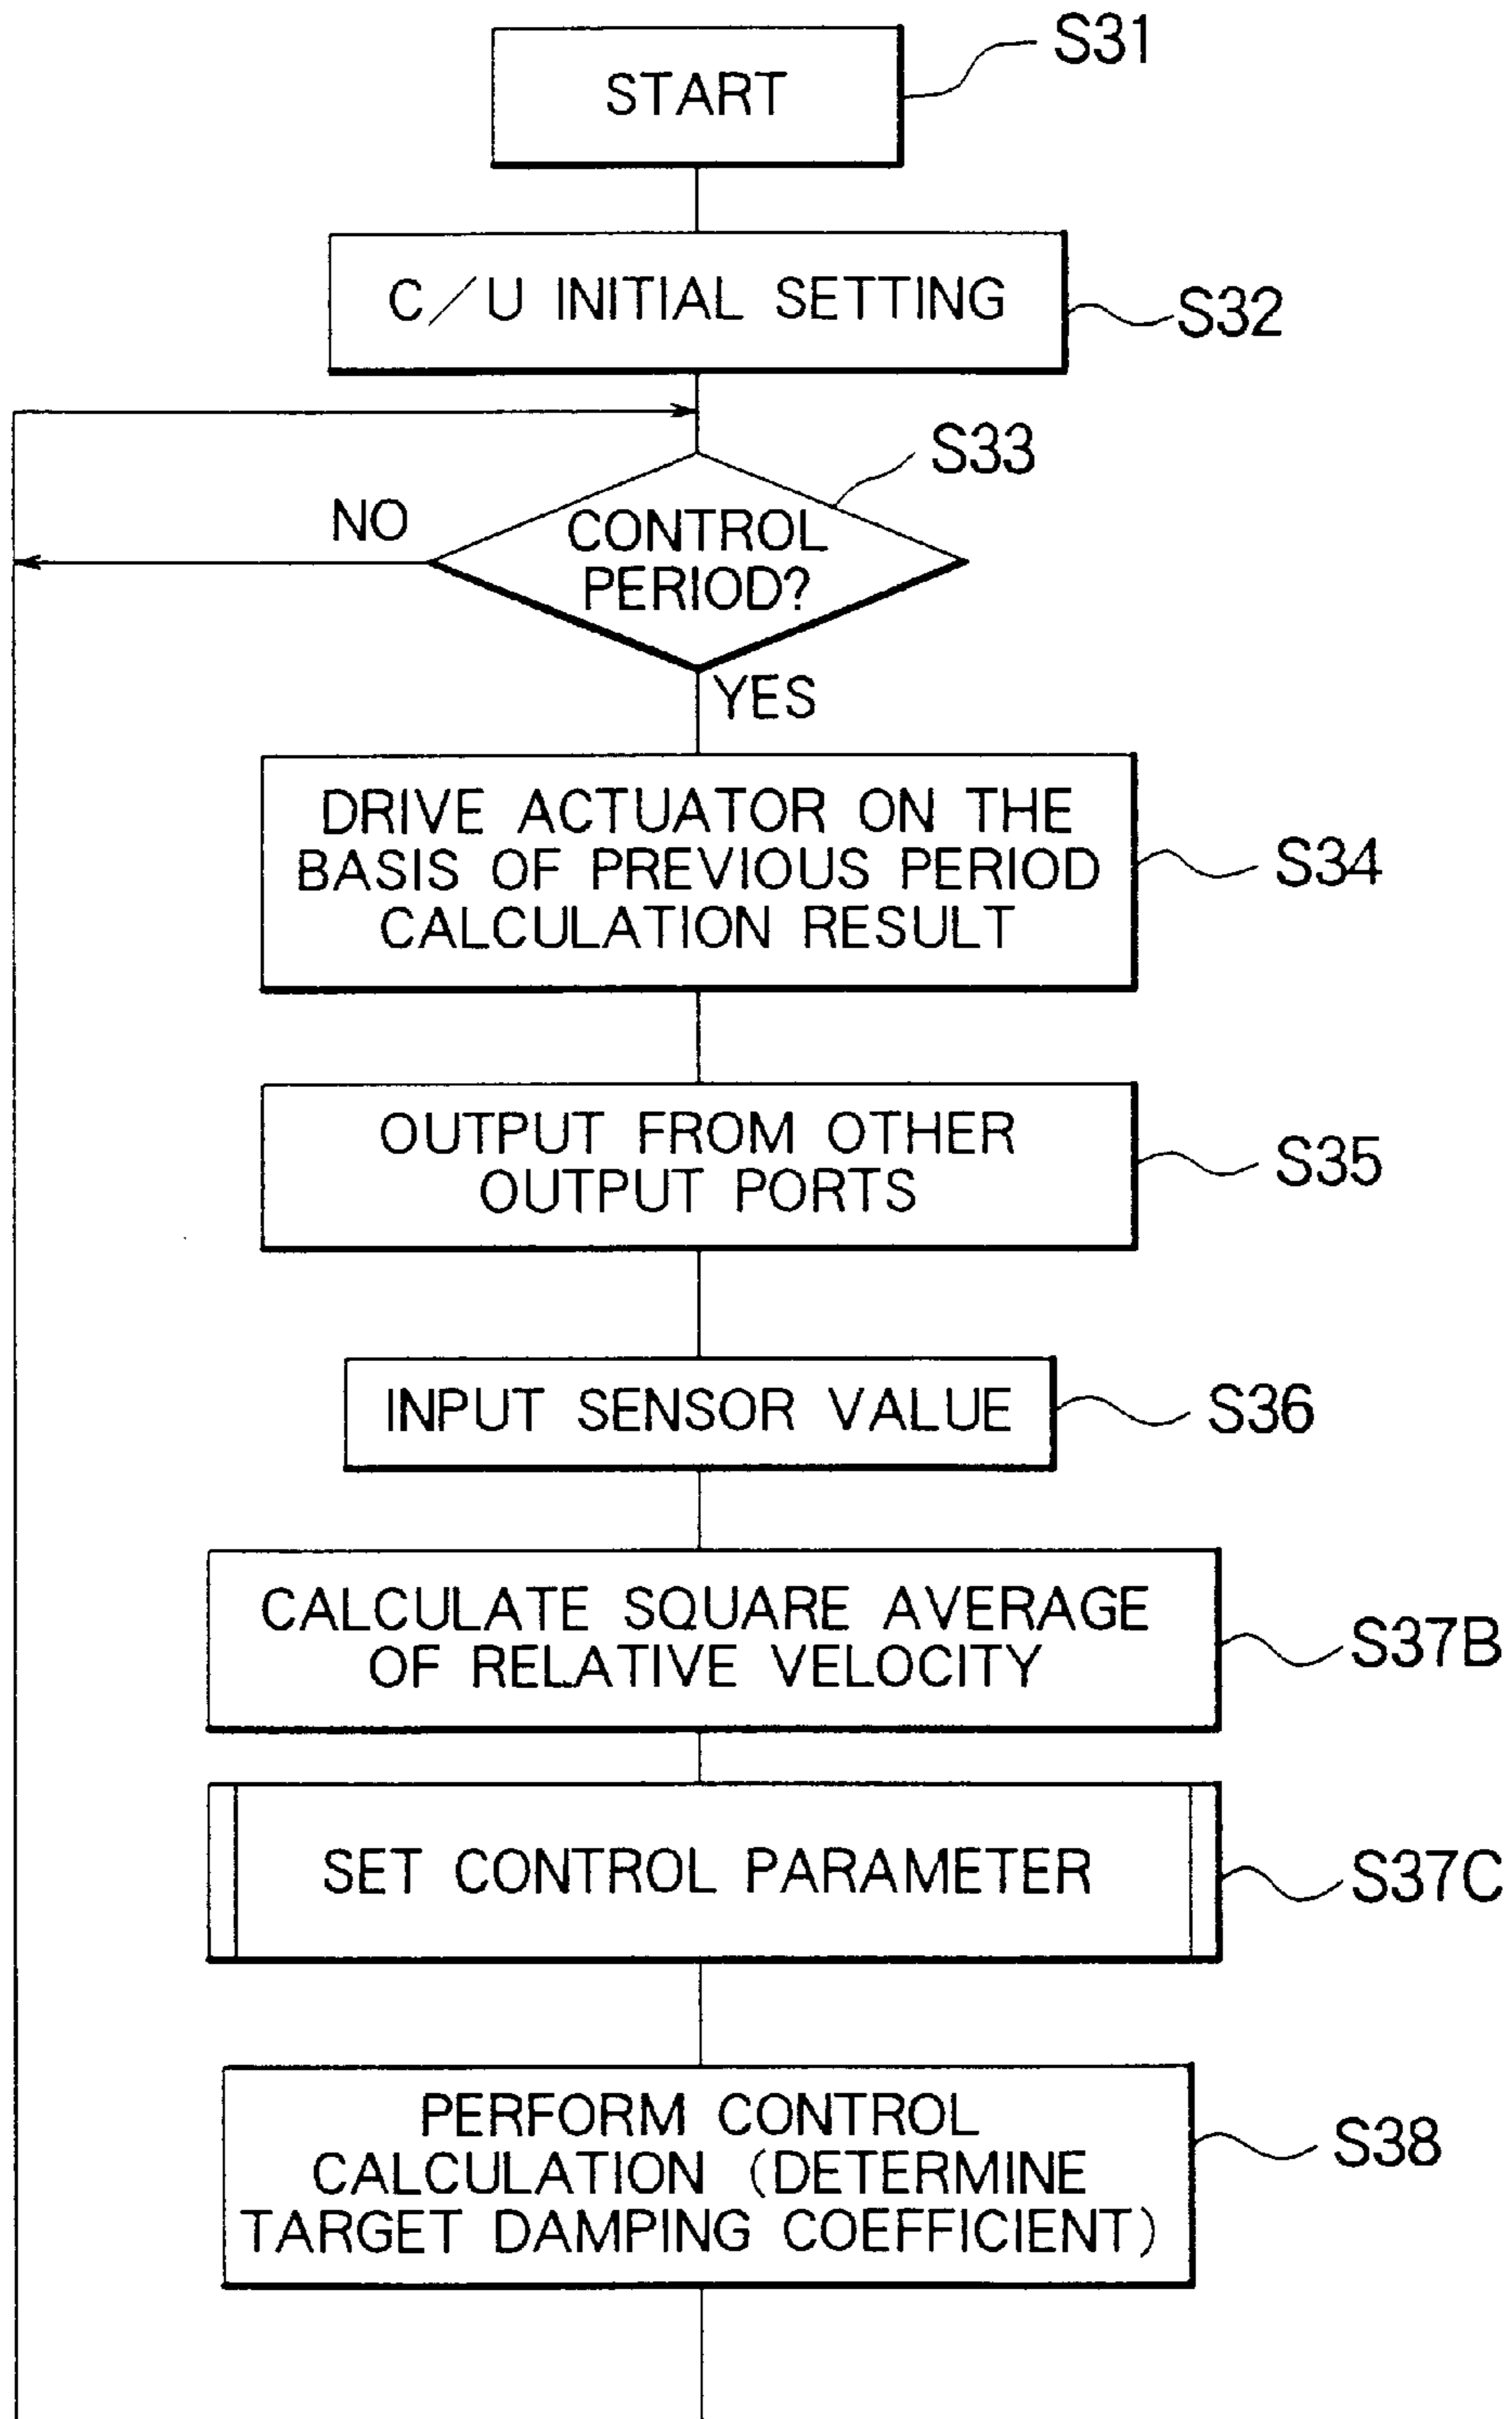 START
S31
C/U INITIAL SETTING
S32
S33
NO
CONTROL
PERIOD?
YES
DRIVE ACTUATOR ON THE
BASIS OF PREVIOUS PERIOD
CALCULATION RESULT
S34
OUTPUT FROM OTHER
OUTPUT PORTS
S35
INPUT SENSOR VALUE
S36
CALCULATE SQUARE AVERAGE
OF RELATIVE VELOCITY
S37B
SET CONTROL PARAMETER
S37C
PERFORM CONTROL
CALCULATION (DETERMINE
TARGET DAMPING COEFFICIENT)
S38